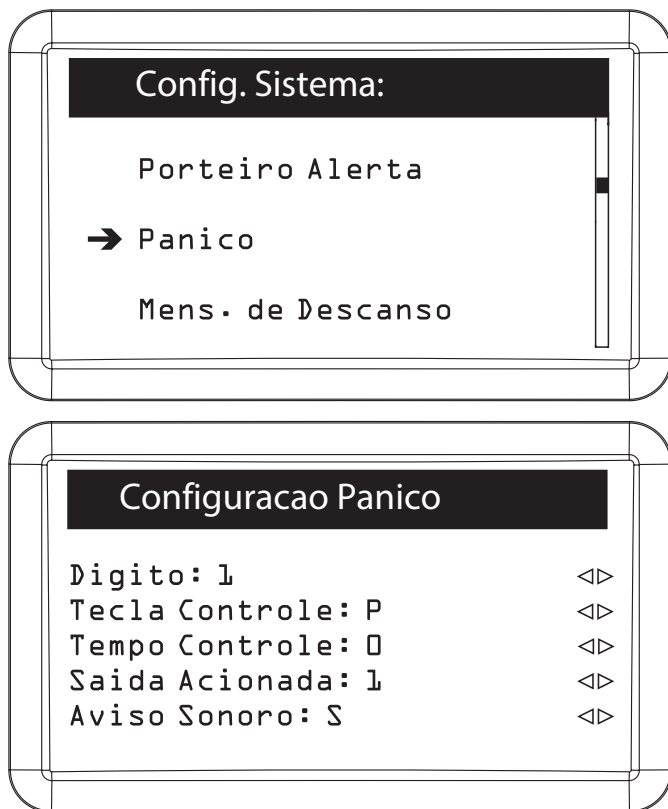 Config. Sistema:
Porteiro Alerta
➔ Panico
Mens. de Descanso
Configuracao Panico
Digito: 1 ◁▷
Tecla Controle: P ◁▷
Tempo Controle: 0 ◁▷
Saida Acionada: 1 ◁▷
Aviso Sonoro: S ◁▷